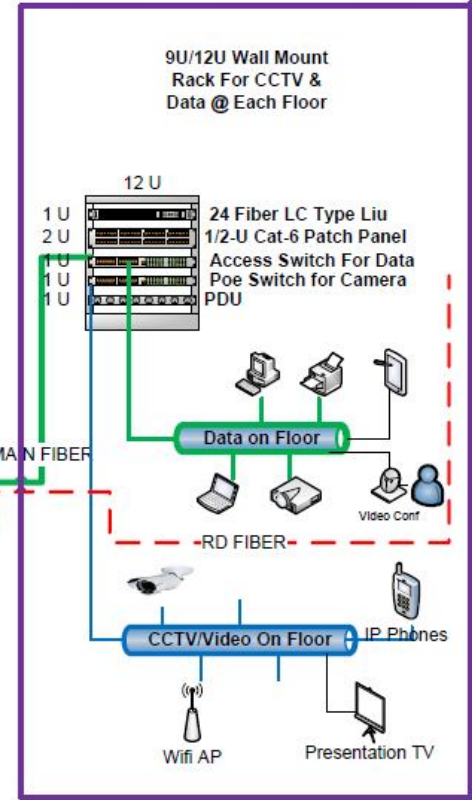 9U/12U Wall Mount
Rack For CCTV &
Data @ Each Floor
12 U
1 U 24 Fiber LC Type Liu
2 U 1/2-U Cat-6 Patch Panel
1 U Access Switch For Data
1 U Poe Switch for Camera
1 U PDU
Data on Floor
MAIN FIBER
Video Conf
RD FIBER
CCTV/Video On Floor
IP Phones
Wifi AP
Presentation TV